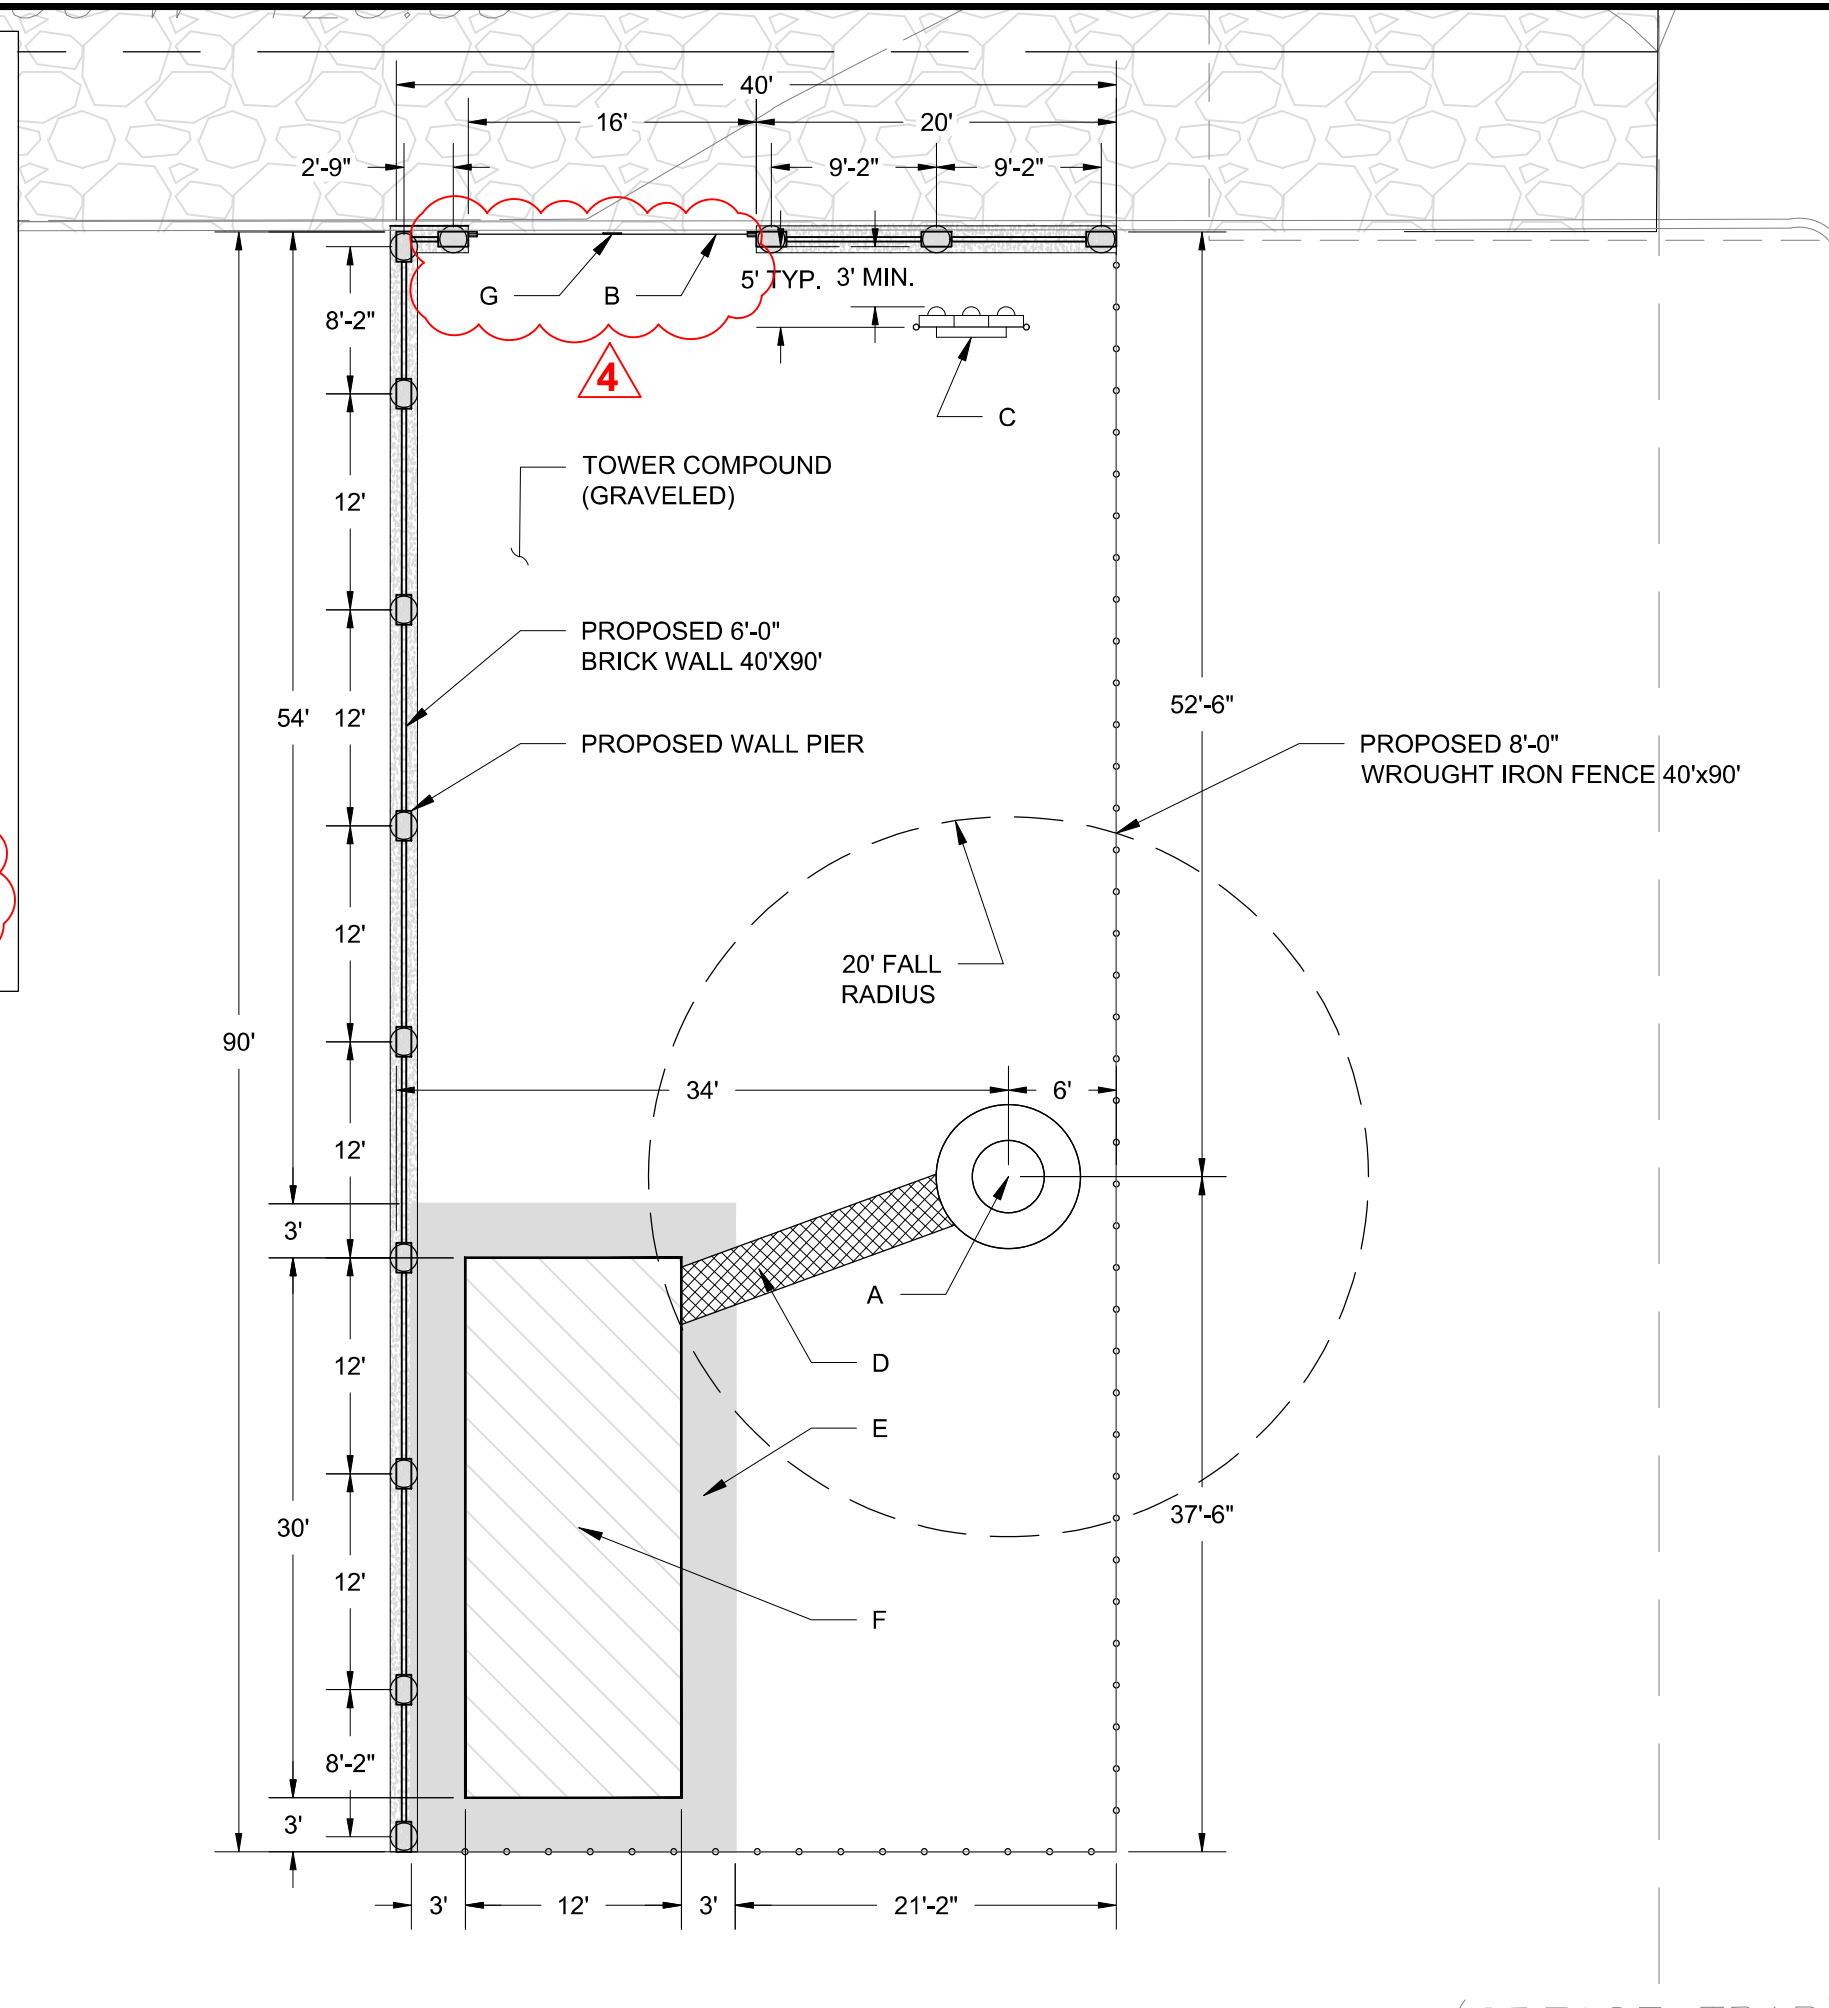 40'
16'
20'
2'-9"
9'-2"
9'-2"
5' TYP.
3' MIN.
G
B
8'-2"
4
C
TOWER COMPOUND
(GRAVELED)
12'
PROPOSED 6'-0"
BRICK WALL 40'X90'
54'
12'
52'-6"
PROPOSED WALL PIER
PROPOSED 8'-0"
WROUGHT IRON FENCE 40'x90'
12'
20' FALL
RADIUS
90'
34'
6'
12'
3'
A
12'
D
E
30'
37'-6"
12'
F
8'-2"
3'
3'
12'
3'
21'-2"